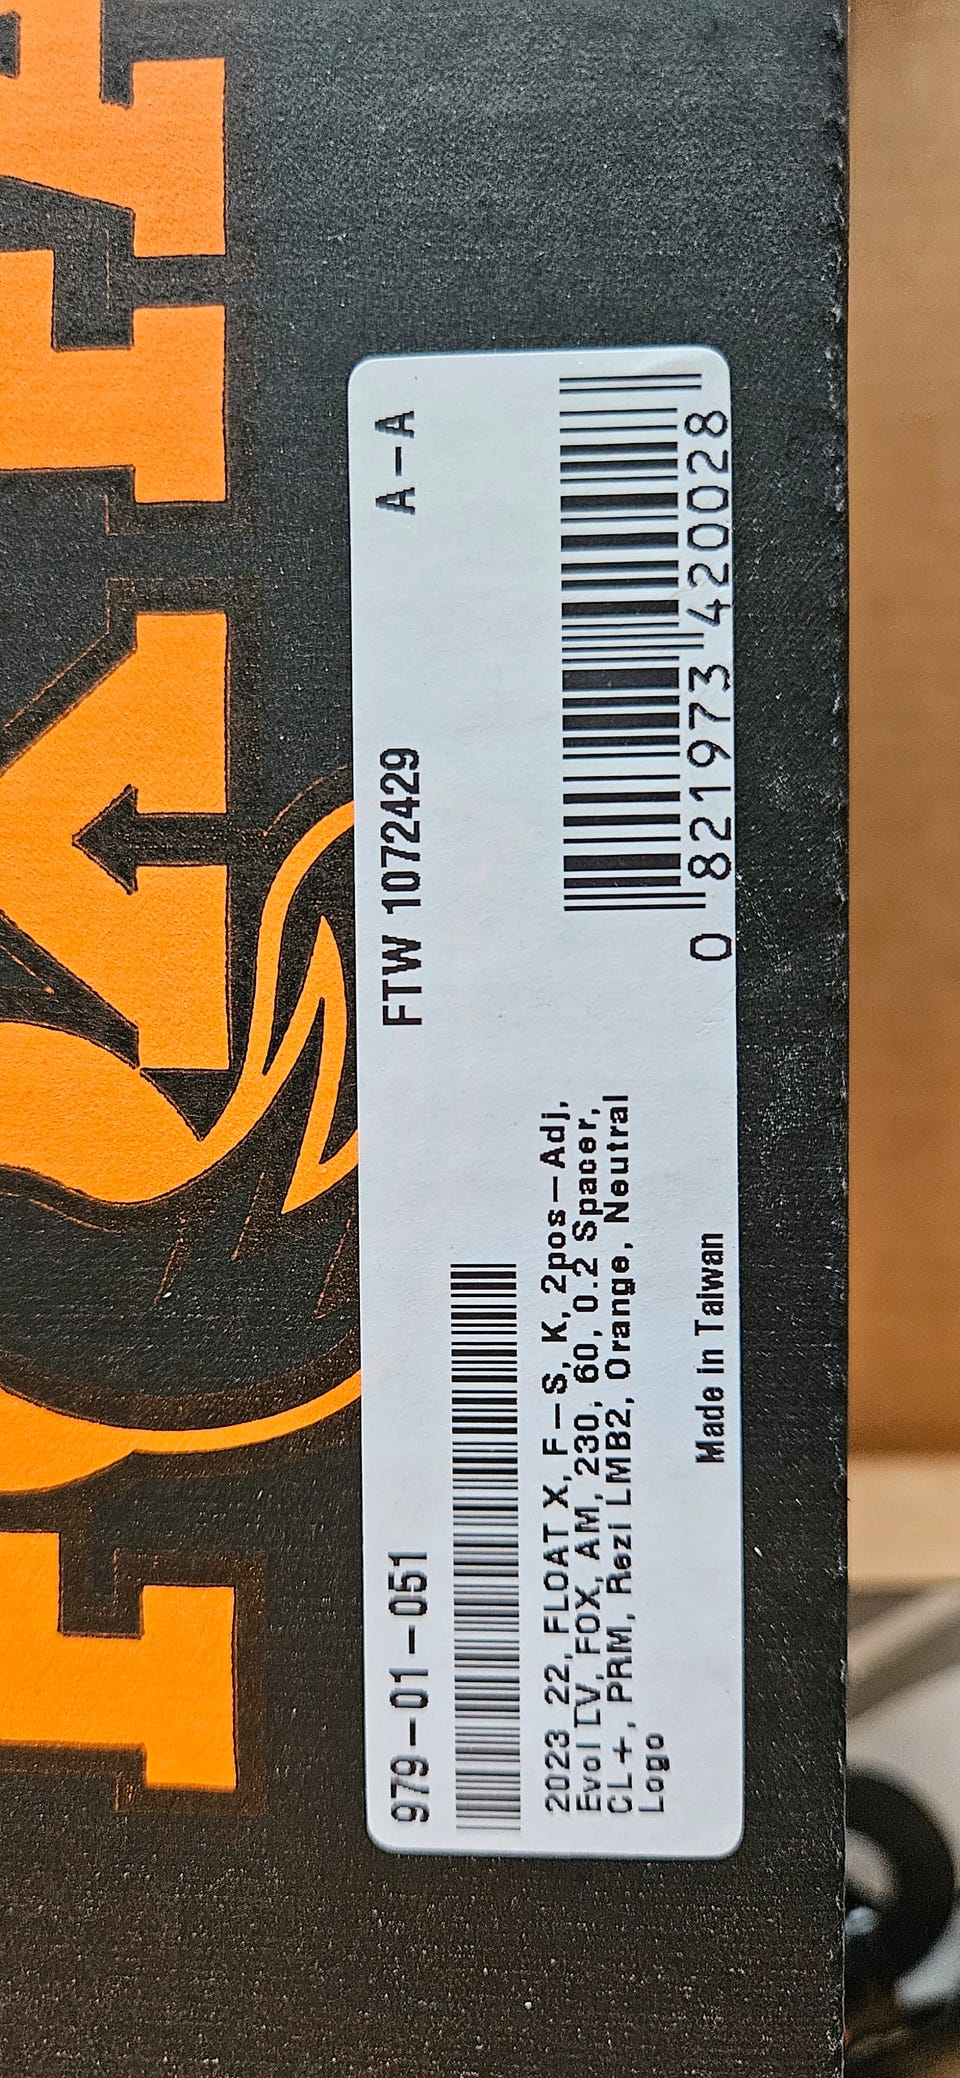 979-01-051 FTW 1072429 A-A
2023 22, FLOAT X, F-S, K, 2pos-Adj,
Evol LV, FOX, AM, 230, 60, 0.2 Spacer,
CL+, PRM, Rezi LMB2, Orange, Neutral
Logo
Made in Taiwan
0 821973 420028